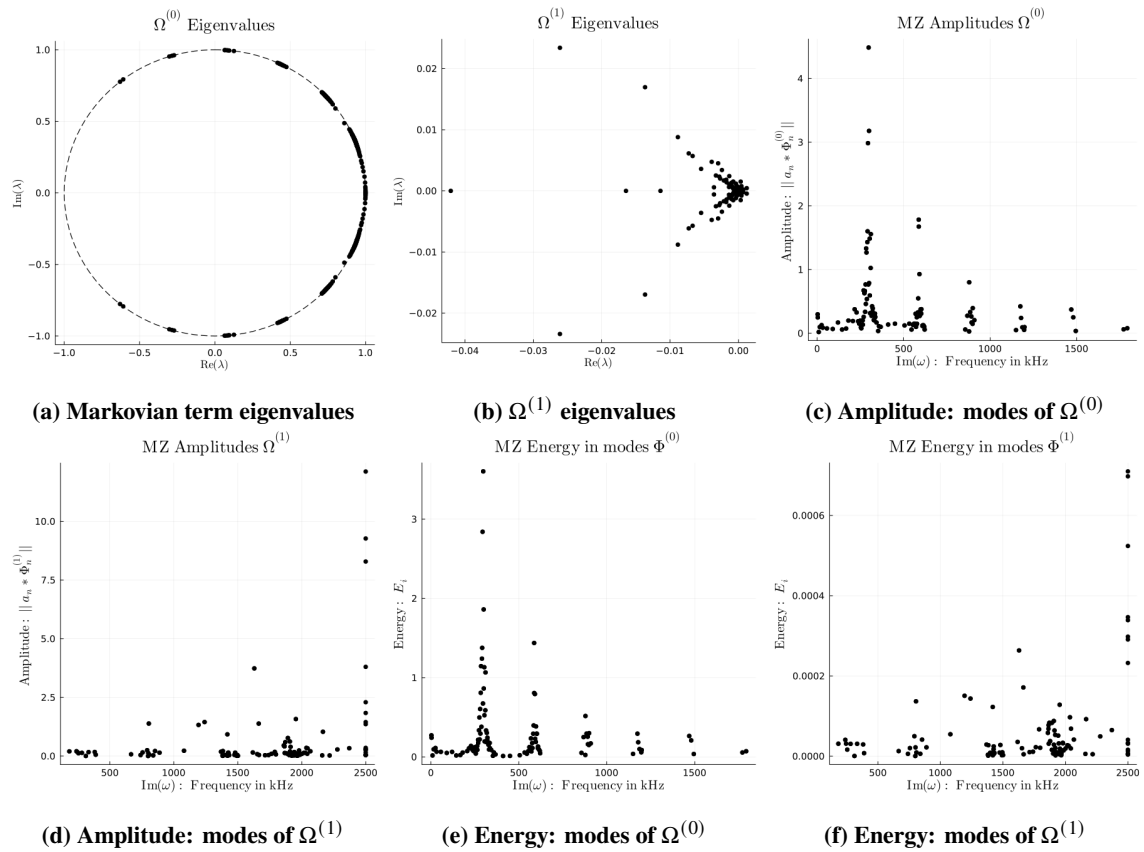 Ω^(0) Eigenvalues
Im(λ)
1.0
0.5
0.0
−0.5
−1.0
−1.0 −0.5 0.0 0.5 1.0
Re(λ)
(a) Markovian term eigenvalues
Ω^(1) Eigenvalues
Im(λ)
0.02
0.01
0.00
−0.01
−0.02
−0.04 −0.03 −0.02 −0.01 0.00
Re(λ)
(b) Ω^(1) eigenvalues
MZ Amplitudes Ω^(0)
Amplitude: || a_n * Φ_n^(0) ||
4
3
2
1
0
0 500 1000 1500
Im(ω): Frequency in kHz
(c) Amplitude: modes of Ω^(0)
MZ Amplitudes Ω^(1)
Amplitude: || a_n * Φ_n^(1) ||
10.0
7.5
5.0
2.5
0.0
500 1000 1500 2000 2500
Im(ω): Frequency in kHz
(d) Amplitude: modes of Ω^(1)
MZ Energy in modes Φ^(0)
Energy: E_i
3
2
1
0
0 500 1000 1500
Im(ω): Frequency in kHz
(e) Energy: modes of Ω^(0)
MZ Energy in modes Φ^(1)
Energy: E_i
0.0006
0.0004
0.0002
0.0000
500 1000 1500 2000 2500
Im(ω): Frequency in kHz
(f) Energy: modes of Ω^(1)